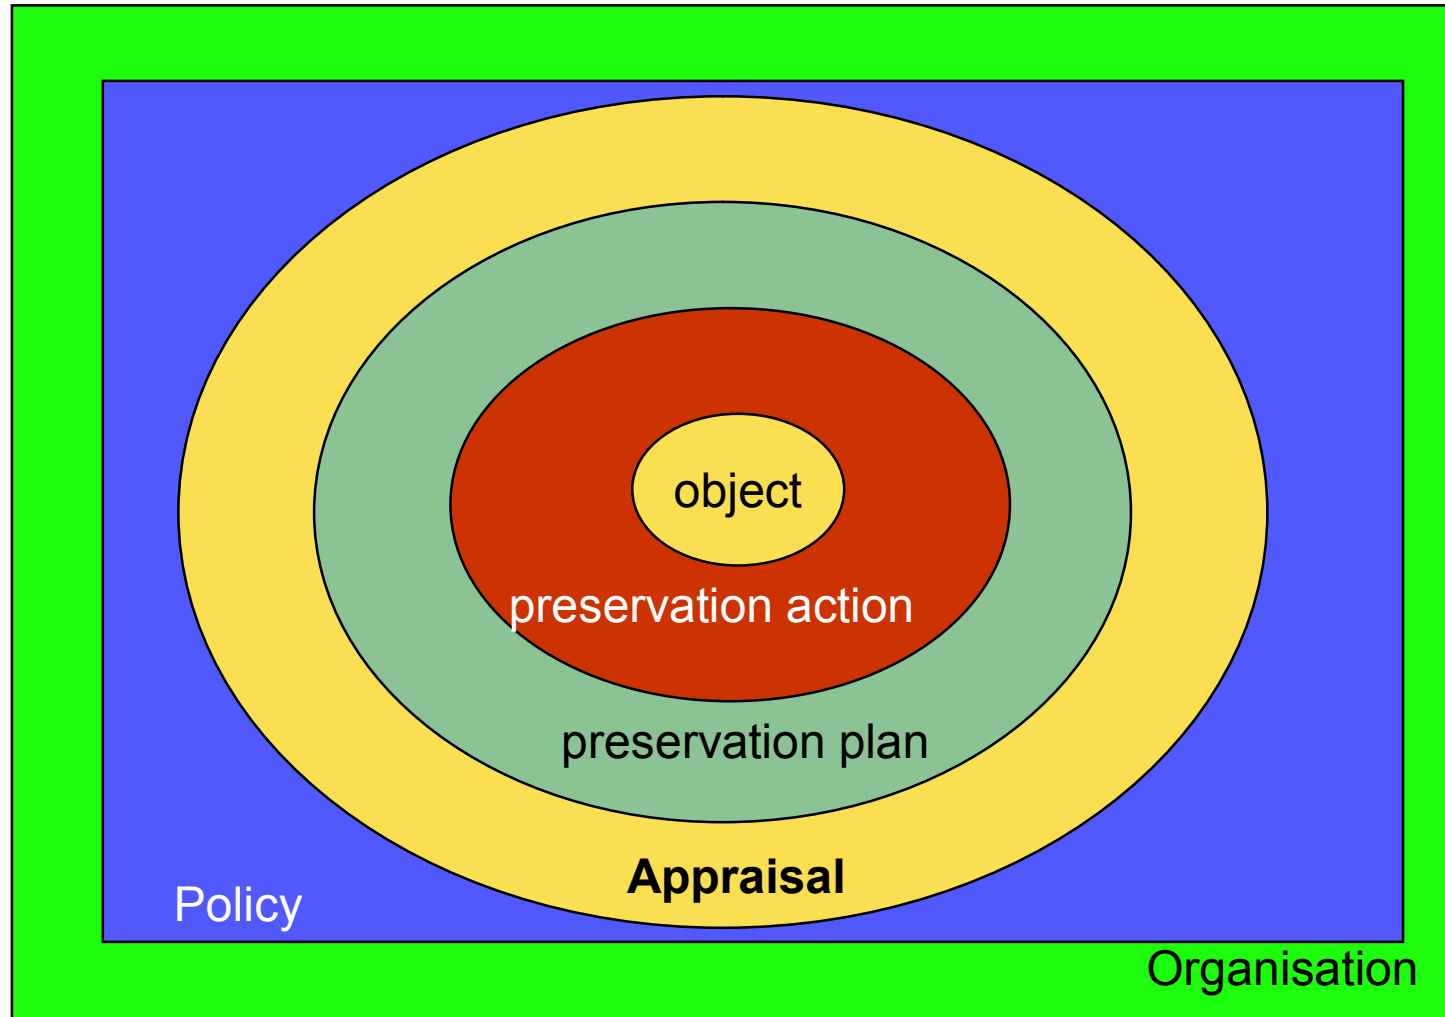 object
preservation action
preservation plan
Appraisal
Policy
Organisation